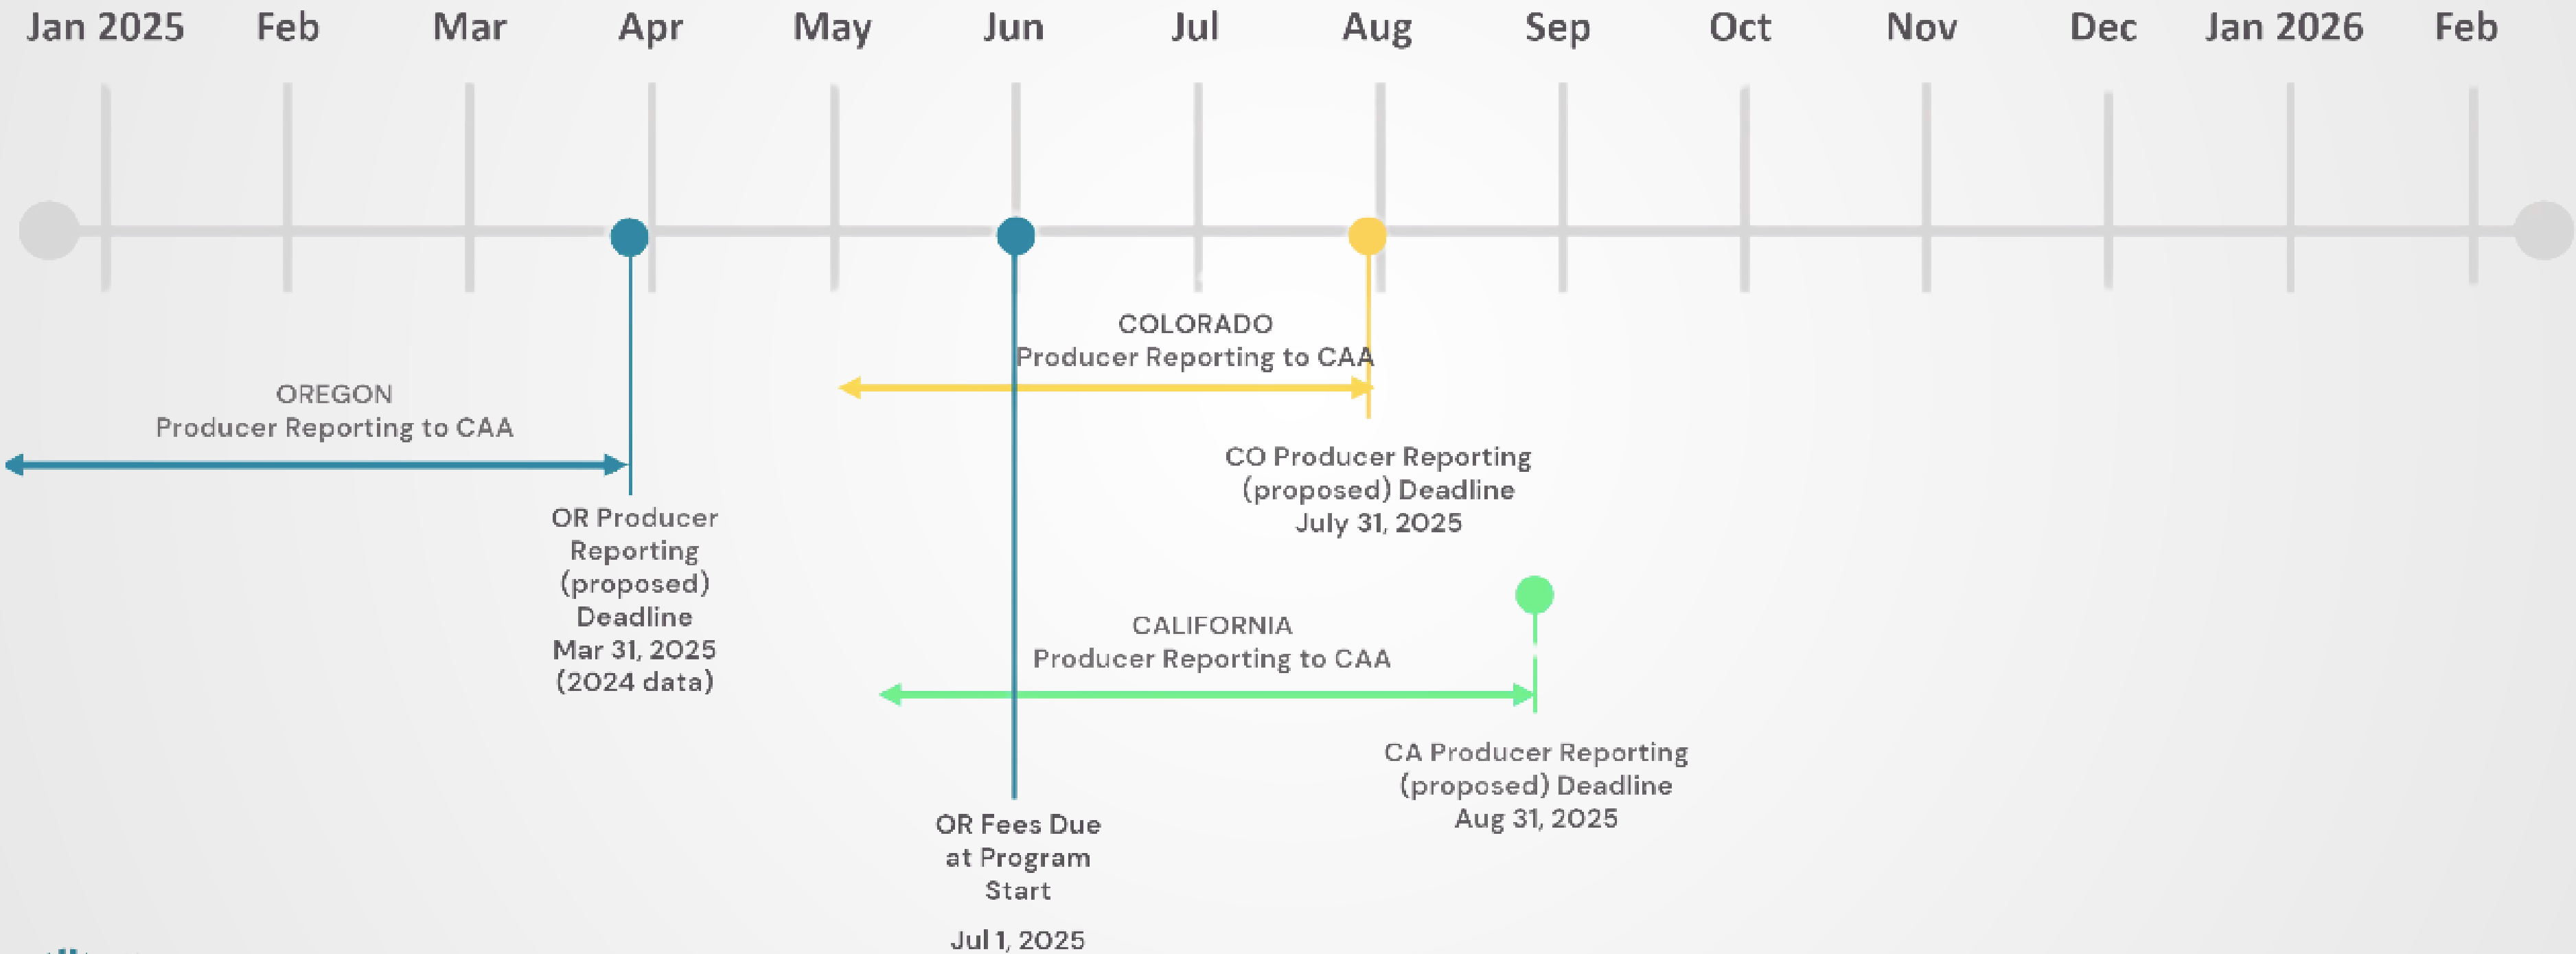 Jan 2025 Feb Mar Apr May Jun Jul Aug Sep Oct Nov Dec Jan 2026 Feb
OREGON
Producer Reporting to CAA
OR Producer
Reporting
(proposed)
Deadline
Mar 31, 2025
(2024 data)
COLORADO
Producer Reporting to CAA
CO Producer Reporting
(proposed) Deadline
July 31, 2025
CALIFORNIA
Producer Reporting to CAA
CA Producer Reporting
(proposed) Deadline
Aug 31, 2025
OR Fees Due
at Program
Start
Jul 1, 2025